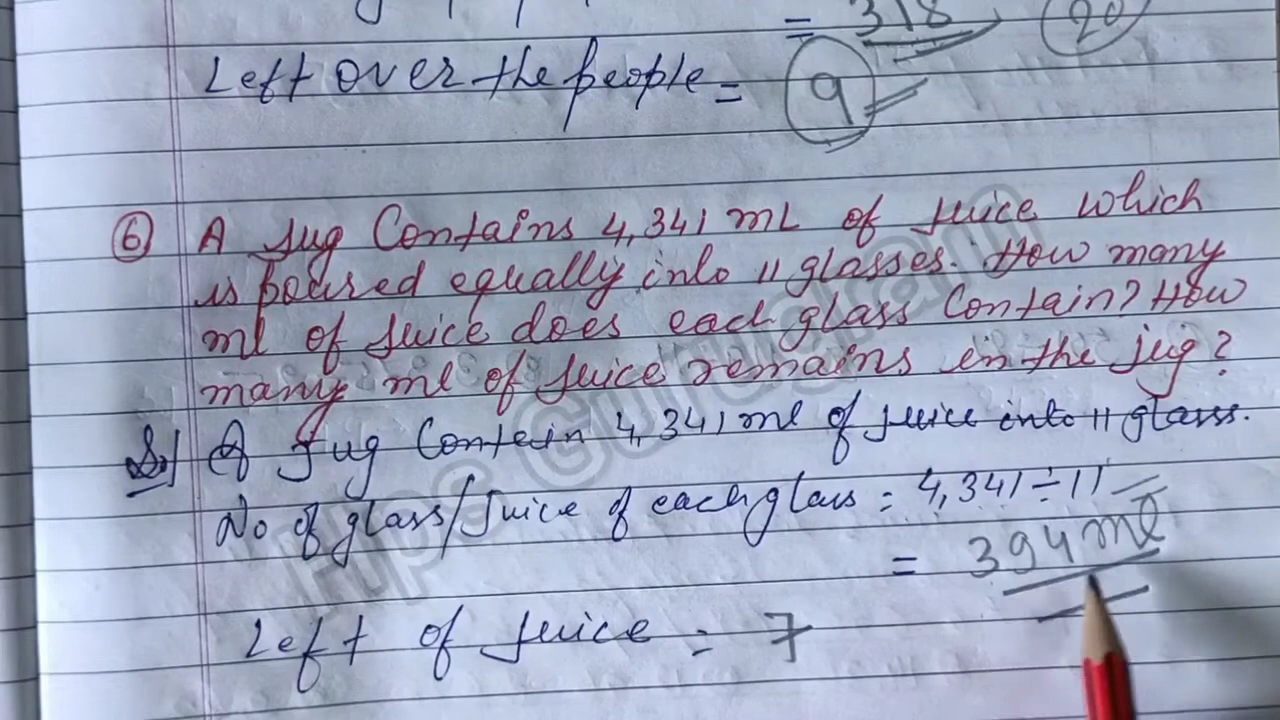 = 318 20
Left over the people = 9
6 A Jug Contains 4,341 mL of juice which
is poured equally into 11 glasses. How many
ml of juice does each glass Contain? How
many ml of juice remains in the jug?
Sol A Jug Contein 4,341 ml of juice into 11 glass.
No of glass/Juice of each glass = 4,341 ÷ 11
= 394 ml
Left of juice = 7
Hps Gurugram